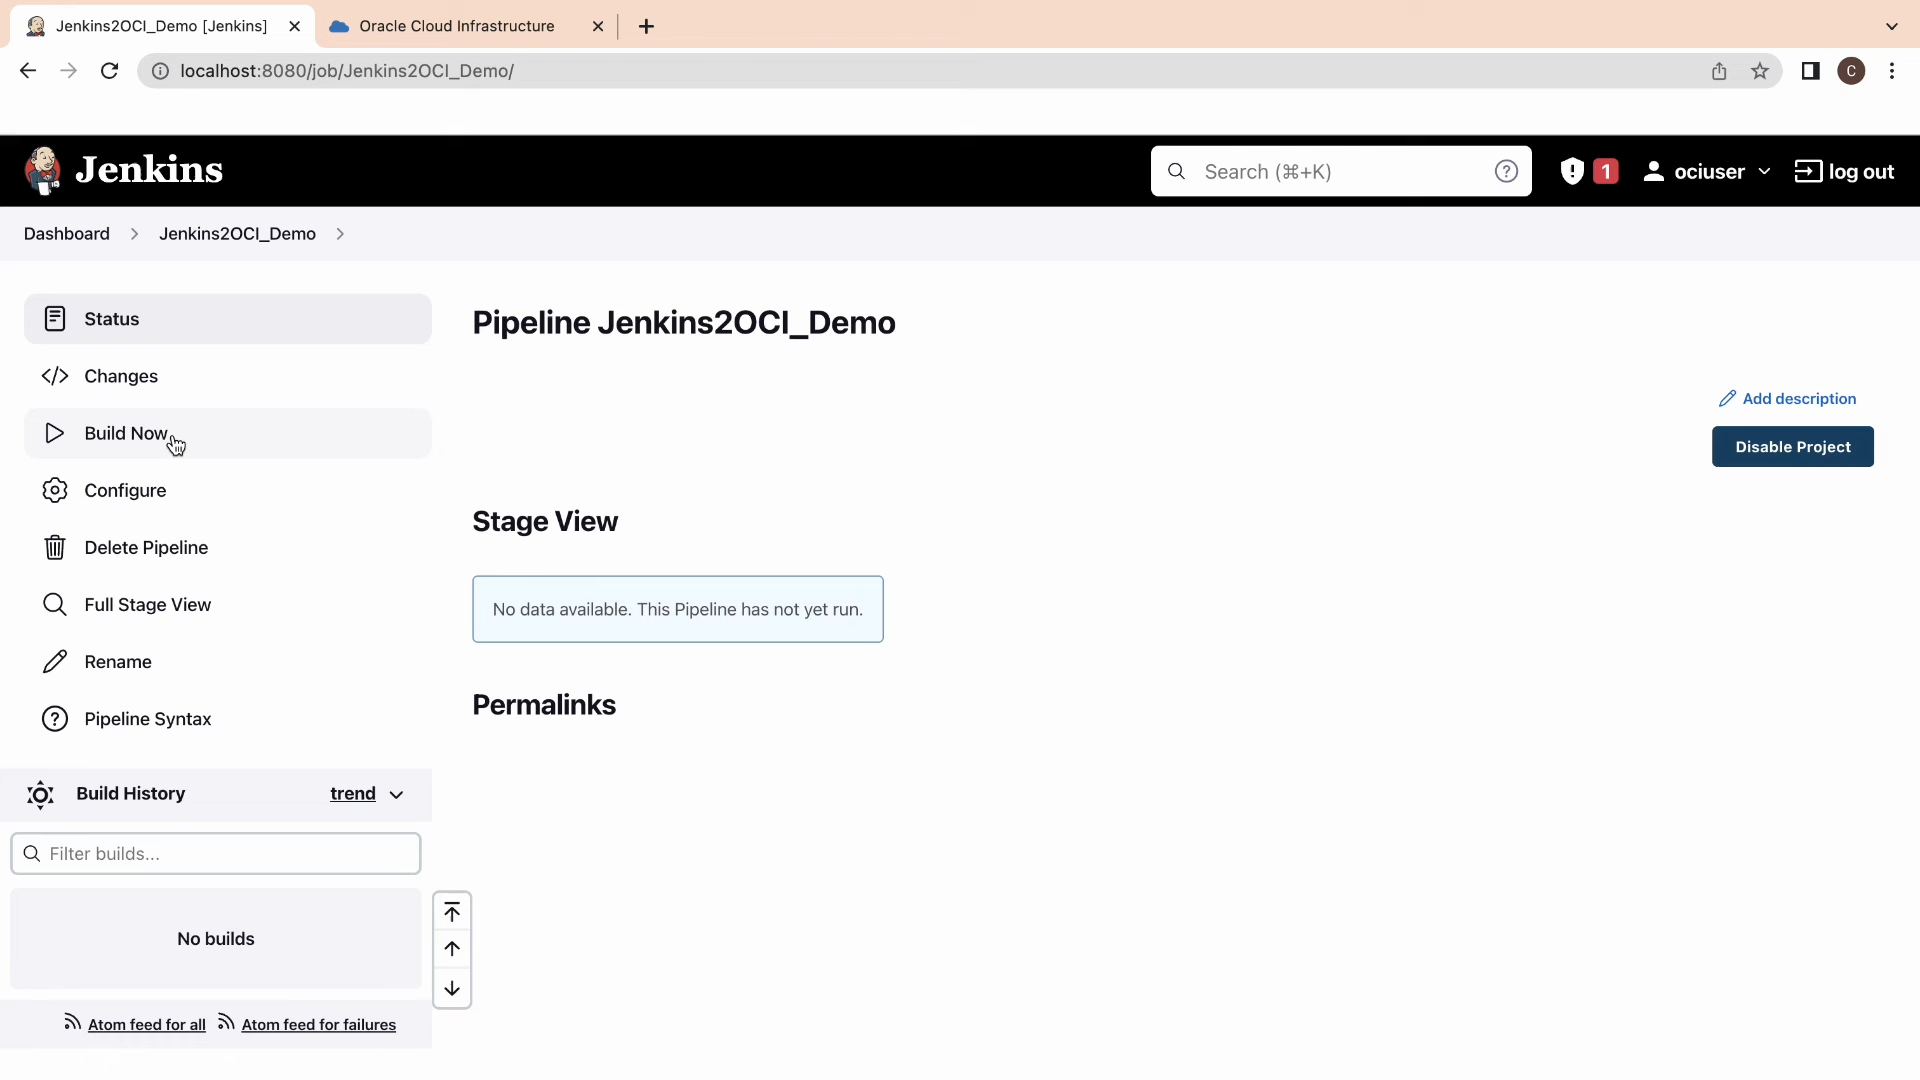 Jenkins2OCI_Demo [Jenkins]
Oracle Cloud Infrastructure
localhost:8080/job/Jenkins2OCI_Demo/
C
Jenkins
Search (⌘+K)
1
ociuser
log out
Dashboard
Jenkins2OCI_Demo
Status
Changes
Build Now
Configure
Delete Pipeline
Full Stage View
Rename
Pipeline Syntax
Build History
trend
Filter builds...
No builds
Atom feed for all
Atom feed for failures
Pipeline Jenkins2OCI_Demo
Add description
Disable Project
Stage View
No data available. This Pipeline has not yet run.
Permalinks